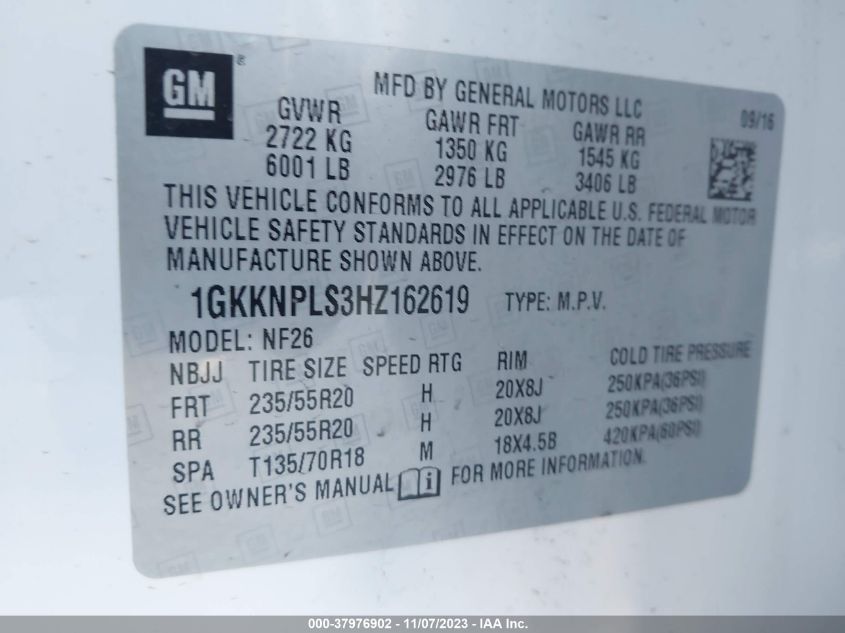 GM ®
MFD BY GENERAL MOTORS LLC
09/16
GVWR GAWR FRT GAWR RR
2722 KG 1350 KG 1545 KG
6001 LB 2976 LB 3406 LB
THIS VEHICLE CONFORMS TO ALL APPLICABLE U.S. FEDERAL MOTOR
VEHICLE SAFETY STANDARDS IN EFFECT ON THE DATE OF
MANUFACTURE SHOWN ABOVE.
1GKKNPLS3HZ162619 TYPE: M.P.V.
MODEL: NF26
NBJJ TIRE SIZE SPEED RTG RIM COLD TIRE PRESSURE
FRT 235/55R20 H 20X8J 250KPA(36PSI)
RR 235/55R20 H 20X8J 250KPA(36PSI)
SPA T135/70R18 M 18X4.5B 420KPA(60PSI)
SEE OWNER'S MANUAL i FOR MORE INFORMATION.
000-37976902 - 11/07/2023 - IAA Inc.